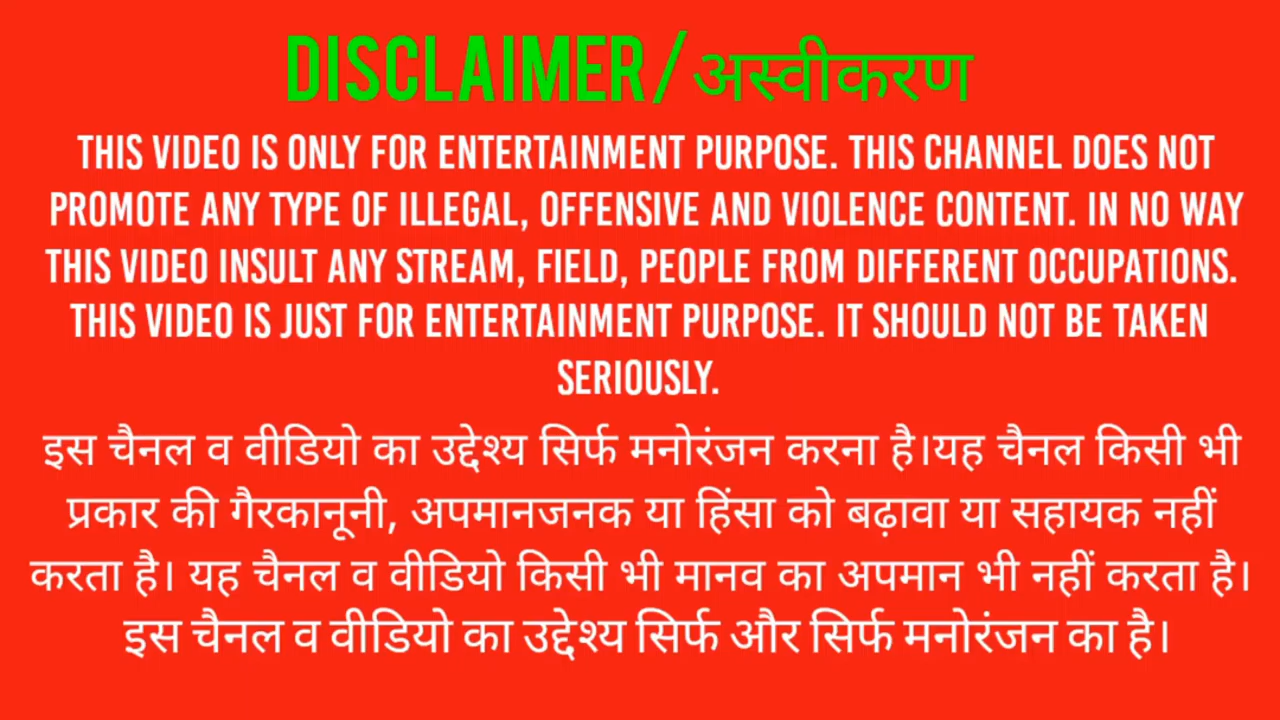 DISCLAIMER/अस्वीकरण
THIS VIDEO IS ONLY FOR ENTERTAINMENT PURPOSE. THIS CHANNEL DOES NOT
PROMOTE ANY TYPE OF ILLEGAL, OFFENSIVE AND VIOLENCE CONTENT. IN NO WAY
THIS VIDEO INSULT ANY STREAM, FIELD, PEOPLE FROM DIFFERENT OCCUPATIONS.
THIS VIDEO IS JUST FOR ENTERTAINMENT PURPOSE. IT SHOULD NOT BE TAKEN
SERIOUSLY.
इस चैनल व वीडियो का उद्देश्य सिर्फ मनोरंजन करना है।यह चैनल किसी भी
प्रकार की गैरकानूनी, अपमानजनक या हिंसा को बढ़ावा या सहायक नहीं
करता है। यह चैनल व वीडियो किसी भी मानव का अपमान भी नहीं करता है।
इस चैनल व वीडियो का उद्देश्य सिर्फ और सिर्फ मनोरंजन का है।